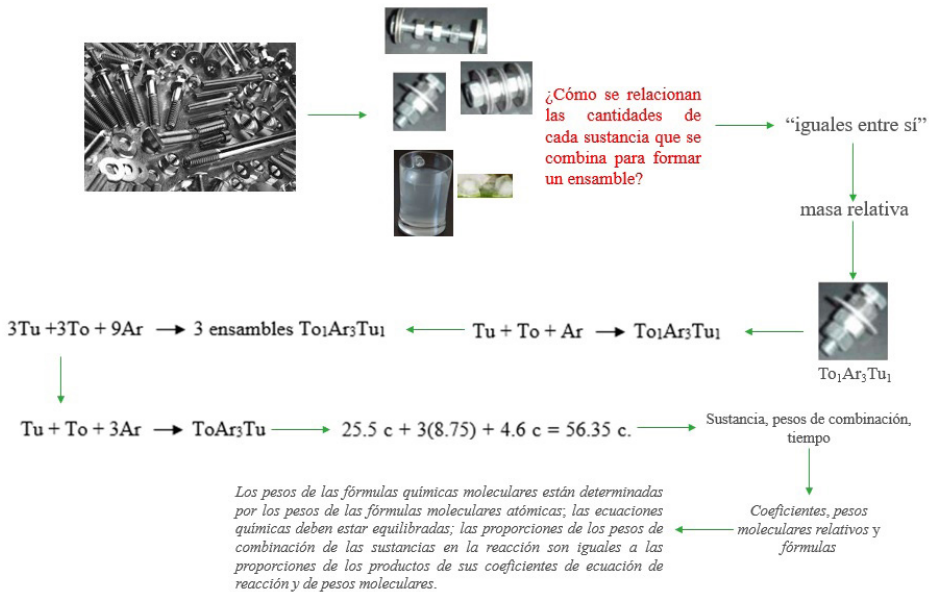 ¿Cómo se relacionan
las cantidades de
cada sustancia que se
combina para formar
un ensamble?
“iguales entre sí”
masa relativa
To₁Ar₃Tu₁
Tu + To + Ar → To₁Ar₃Tu₁
3Tu +3To + 9Ar → 3 ensambles To₁Ar₃Tu₁
Tu + To + 3Ar → ToAr₃Tu
25.5 c + 3(8.75) + 4.6 c = 56.35 c.
Sustancia, pesos de combinación,
tiempo
Coeficientes, pesos
moleculares relativos y
fórmulas
Los pesos de las fórmulas químicas moleculares están determinadas
por los pesos de las fórmulas moleculares atómicas; las ecuaciones
químicas deben estar equilibradas; las proporciones de los pesos de
combinación de las sustancias en la reacción son iguales a las
proporciones de los productos de sus coeficientes de ecuación de
reacción y de pesos moleculares.